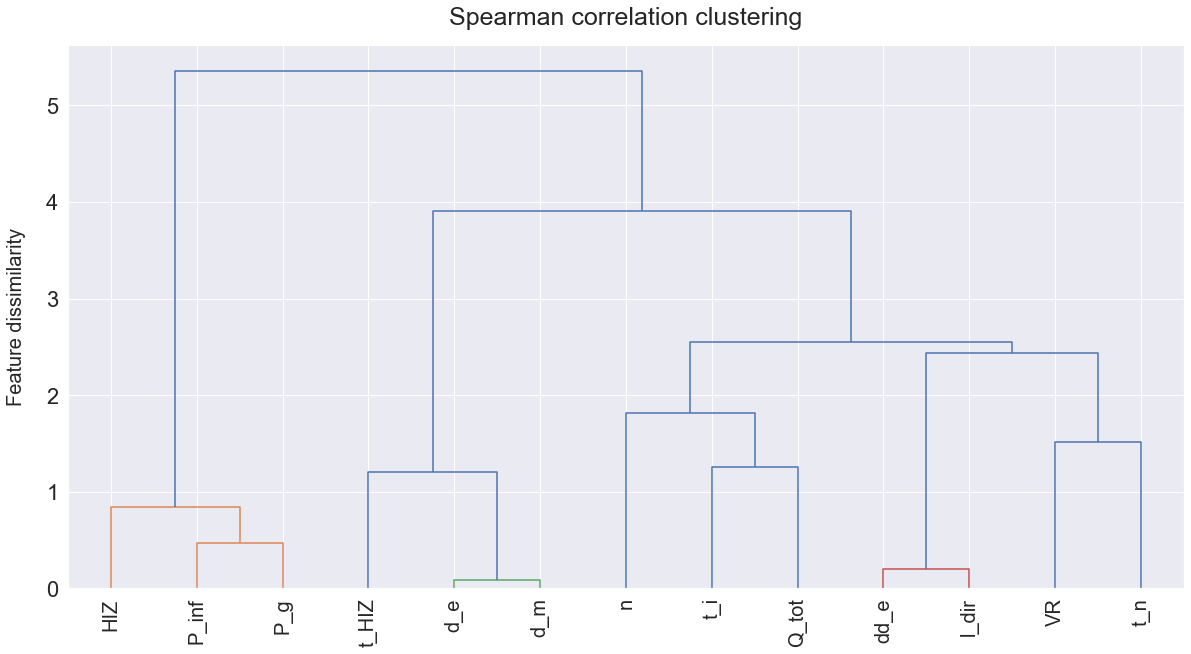 Spearman correlation clustering
Feature dissimilarity
5
4
3
2
1
0
HIZ
P_inf
P_g
t_HIZ
d_e
d_m
n
t_i
Q_tot
dd_e
I_dir
VR
t_n